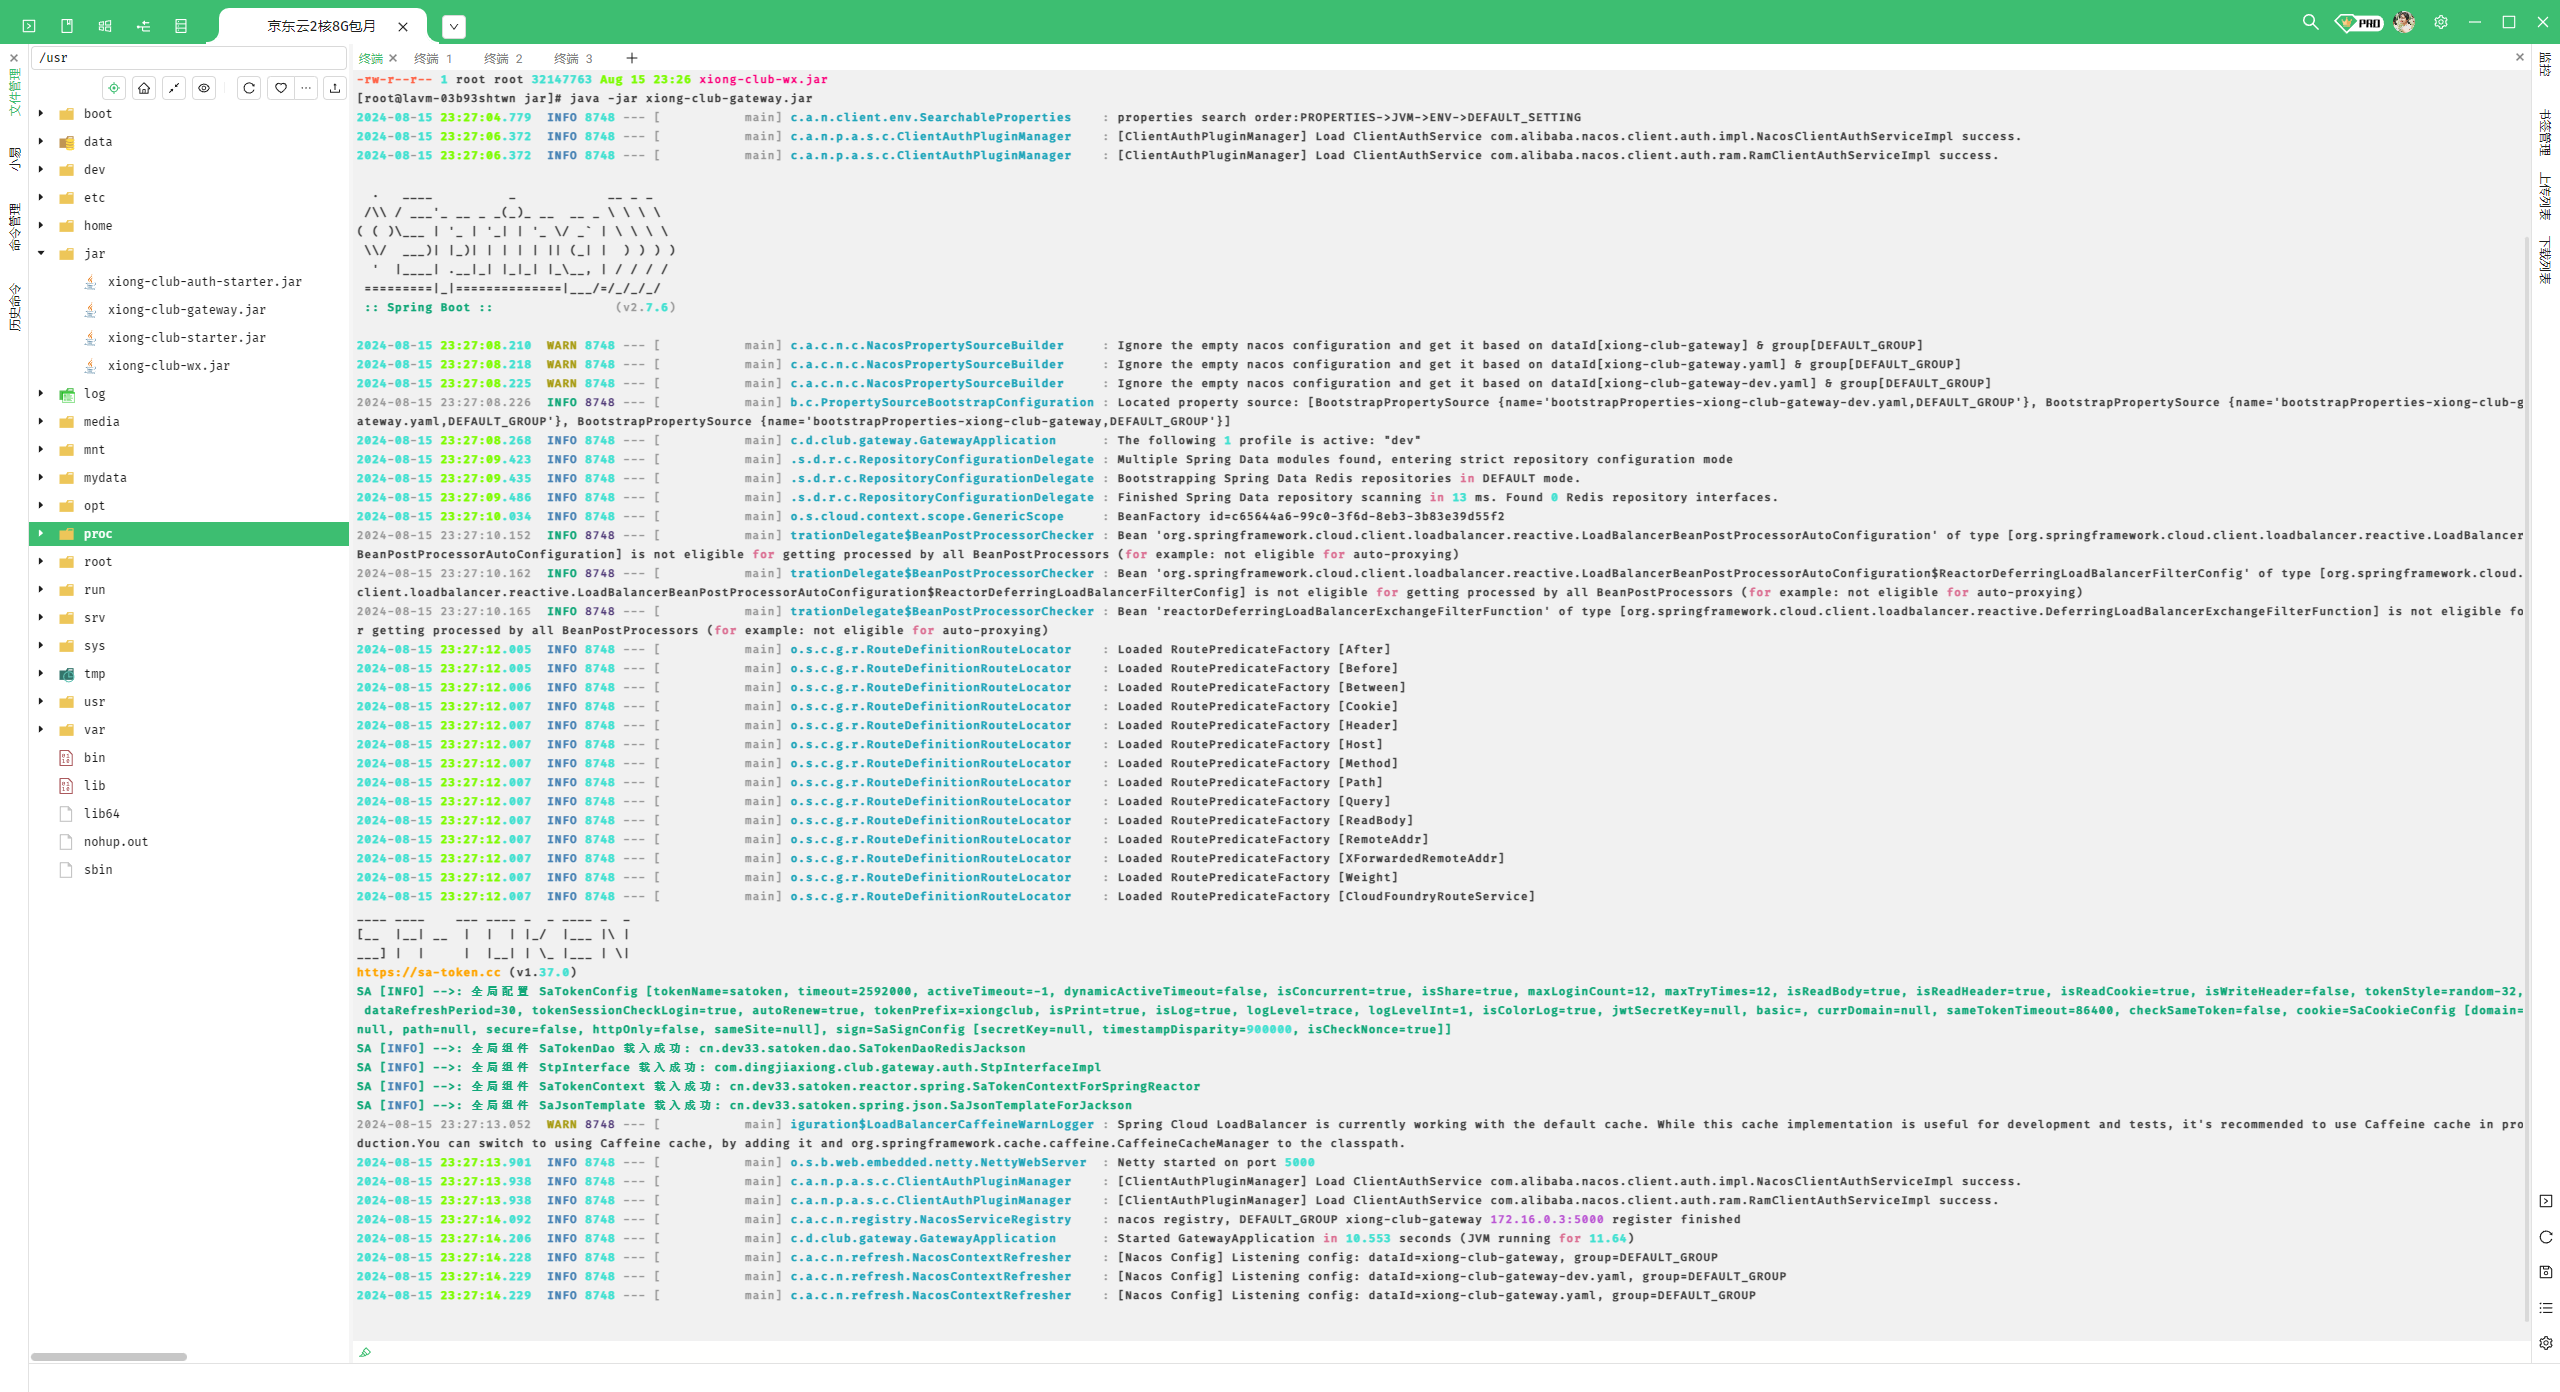 京东云2核8G包月
PRO
/usr
文件管理
小易
命令管理
历史命令
boot
data
dev
etc
home
jar
xiong-club-auth-starter.jar
xiong-club-gateway.jar
xiong-club-starter.jar
xiong-club-wx.jar
log
media
mnt
mydata
opt
proc
root
run
srv
sys
tmp
usr
var
bin
lib
lib64
nohup.out
sbin
终端 终端 1 终端 2 终端 3
-rw-r--r-- 1 root root 32147763 Aug 15 23:26 xiong-club-wx.jar
[root@lavm-03b93shtwn jar]# java -jar xiong-club-gateway.jar
2024-08-15 23:27:04.779  INFO 8748 --- [           main] c.a.n.client.env.SearchableProperties    : properties search order:PROPERTIES->JVM->ENV->DEFAULT_SETTING
2024-08-15 23:27:06.372  INFO 8748 --- [           main] c.a.n.p.a.s.c.ClientAuthPluginManager    : [ClientAuthPluginManager] Load ClientAuthService com.alibaba.nacos.client.auth.impl.NacosClientAuthServiceImpl success.
2024-08-15 23:27:06.372  INFO 8748 --- [           main] c.a.n.p.a.s.c.ClientAuthPluginManager    : [ClientAuthPluginManager] Load ClientAuthService com.alibaba.nacos.client.auth.ram.RamClientAuthServiceImpl success.
  .   ____          _            __ _ _
 /\\ / ___'_ __ _ _(_)_ __  __ _ \ \ \ \
( ( )\___ | '_ | '_| | '_ \/ _` | \ \ \ \
 \\/  ___)| |_)| | | | | || (_| |  ) ) ) )
  '  |____| .__|_| |_|_| |_\__, | / / / /
 =========|_|==============|___/=/_/_/_/
 :: Spring Boot ::                (v2.7.6)
2024-08-15 23:27:08.210  WARN 8748 --- [           main] c.a.c.n.c.NacosPropertySourceBuilder     : Ignore the empty nacos configuration and get it based on dataId[xiong-club-gateway] & group[DEFAULT_GROUP]
2024-08-15 23:27:08.218  WARN 8748 --- [           main] c.a.c.n.c.NacosPropertySourceBuilder     : Ignore the empty nacos configuration and get it based on dataId[xiong-club-gateway.yaml] & group[DEFAULT_GROUP]
2024-08-15 23:27:08.225  WARN 8748 --- [           main] c.a.c.n.c.NacosPropertySourceBuilder     : Ignore the empty nacos configuration and get it based on dataId[xiong-club-gateway-dev.yaml] & group[DEFAULT_GROUP]
2024-08-15 23:27:08.226  INFO 8748 --- [           main] b.c.PropertySourceBootstrapConfiguration : Located property source: [BootstrapPropertySource {name='bootstrapProperties-xiong-club-gateway-dev.yaml,DEFAULT_GROUP'}, BootstrapPropertySource {name='bootstrapProperties-xiong-club-g
ateway.yaml,DEFAULT_GROUP'}, BootstrapPropertySource {name='bootstrapProperties-xiong-club-gateway,DEFAULT_GROUP'}]
2024-08-15 23:27:08.268  INFO 8748 --- [           main] c.d.club.gateway.GatewayApplication      : The following 1 profile is active: "dev"
2024-08-15 23:27:09.423  INFO 8748 --- [           main] .s.d.r.c.RepositoryConfigurationDelegate : Multiple Spring Data modules found, entering strict repository configuration mode
2024-08-15 23:27:09.435  INFO 8748 --- [           main] .s.d.r.c.RepositoryConfigurationDelegate : Bootstrapping Spring Data Redis repositories in DEFAULT mode.
2024-08-15 23:27:09.486  INFO 8748 --- [           main] .s.d.r.c.RepositoryConfigurationDelegate : Finished Spring Data repository scanning in 13 ms. Found 0 Redis repository interfaces.
2024-08-15 23:27:10.034  INFO 8748 --- [           main] o.s.cloud.context.scope.GenericScope     : BeanFactory id=c65644a6-99c0-3f6d-8eb3-3b83e39d55f2
2024-08-15 23:27:10.152  INFO 8748 --- [           main] trationDelegate$BeanPostProcessorChecker : Bean 'org.springframework.cloud.client.loadbalancer.reactive.LoadBalancerBeanPostProcessorAutoConfiguration' of type [org.springframework.cloud.client.loadbalancer.reactive.LoadBalancer
BeanPostProcessorAutoConfiguration] is not eligible for getting processed by all BeanPostProcessors (for example: not eligible for auto-proxying)
2024-08-15 23:27:10.162  INFO 8748 --- [           main] trationDelegate$BeanPostProcessorChecker : Bean 'org.springframework.cloud.client.loadbalancer.reactive.LoadBalancerBeanPostProcessorAutoConfiguration$ReactorDeferringLoadBalancerFilterConfig' of type [org.springframework.cloud.
client.loadbalancer.reactive.LoadBalancerBeanPostProcessorAutoConfiguration$ReactorDeferringLoadBalancerFilterConfig] is not eligible for getting processed by all BeanPostProcessors (for example: not eligible for auto-proxying)
2024-08-15 23:27:10.165  INFO 8748 --- [           main] trationDelegate$BeanPostProcessorChecker : Bean 'reactorDeferringLoadBalancerExchangeFilterFunction' of type [org.springframework.cloud.client.loadbalancer.reactive.DeferringLoadBalancerExchangeFilterFunction] is not eligible fo
r getting processed by all BeanPostProcessors (for example: not eligible for auto-proxying)
2024-08-15 23:27:12.005  INFO 8748 --- [           main] o.s.c.g.r.RouteDefinitionRouteLocator    : Loaded RoutePredicateFactory [After]
2024-08-15 23:27:12.005  INFO 8748 --- [           main] o.s.c.g.r.RouteDefinitionRouteLocator    : Loaded RoutePredicateFactory [Before]
2024-08-15 23:27:12.006  INFO 8748 --- [           main] o.s.c.g.r.RouteDefinitionRouteLocator    : Loaded RoutePredicateFactory [Between]
2024-08-15 23:27:12.007  INFO 8748 --- [           main] o.s.c.g.r.RouteDefinitionRouteLocator    : Loaded RoutePredicateFactory [Cookie]
2024-08-15 23:27:12.007  INFO 8748 --- [           main] o.s.c.g.r.RouteDefinitionRouteLocator    : Loaded RoutePredicateFactory [Header]
2024-08-15 23:27:12.007  INFO 8748 --- [           main] o.s.c.g.r.RouteDefinitionRouteLocator    : Loaded RoutePredicateFactory [Host]
2024-08-15 23:27:12.007  INFO 8748 --- [           main] o.s.c.g.r.RouteDefinitionRouteLocator    : Loaded RoutePredicateFactory [Method]
2024-08-15 23:27:12.007  INFO 8748 --- [           main] o.s.c.g.r.RouteDefinitionRouteLocator    : Loaded RoutePredicateFactory [Path]
2024-08-15 23:27:12.007  INFO 8748 --- [           main] o.s.c.g.r.RouteDefinitionRouteLocator    : Loaded RoutePredicateFactory [Query]
2024-08-15 23:27:12.007  INFO 8748 --- [           main] o.s.c.g.r.RouteDefinitionRouteLocator    : Loaded RoutePredicateFactory [ReadBody]
2024-08-15 23:27:12.007  INFO 8748 --- [           main] o.s.c.g.r.RouteDefinitionRouteLocator    : Loaded RoutePredicateFactory [RemoteAddr]
2024-08-15 23:27:12.007  INFO 8748 --- [           main] o.s.c.g.r.RouteDefinitionRouteLocator    : Loaded RoutePredicateFactory [XForwardedRemoteAddr]
2024-08-15 23:27:12.007  INFO 8748 --- [           main] o.s.c.g.r.RouteDefinitionRouteLocator    : Loaded RoutePredicateFactory [Weight]
2024-08-15 23:27:12.007  INFO 8748 --- [           main] o.s.c.g.r.RouteDefinitionRouteLocator    : Loaded RoutePredicateFactory [CloudFoundryRouteService]
____ ____    ___ ____ _  _ ____ _  _
[__  |__| __  |  |  | |_/  |___ |\ |
___] |  |     |  |__| | \_ |___ | \|
https://sa-token.cc (v1.37.0)
SA [INFO] -->: 全局配置 SaTokenConfig [tokenName=satoken, timeout=2592000, activeTimeout=-1, dynamicActiveTimeout=false, isConcurrent=true, isShare=true, maxLoginCount=12, maxTryTimes=12, isReadBody=true, isReadHeader=true, isReadCookie=true, isWriteHeader=false, tokenStyle=random-32,
 dataRefreshPeriod=30, tokenSessionCheckLogin=true, autoRenew=true, tokenPrefix=xiongclub, isPrint=true, isLog=true, logLevel=trace, logLevelInt=1, isColorLog=true, jwtSecretKey=null, basic=, currDomain=null, sameTokenTimeout=86400, checkSameToken=false, cookie=SaCookieConfig [domain=
null, path=null, secure=false, httpOnly=false, sameSite=null], sign=SaSignConfig [secretKey=null, timestampDisparity=900000, isCheckNonce=true]]
SA [INFO] -->: 全局组件 SaTokenDao 载入成功: cn.dev33.satoken.dao.SaTokenDaoRedisJackson
SA [INFO] -->: 全局组件 StpInterface 载入成功: com.dingjiaxiong.club.gateway.auth.StpInterfaceImpl
SA [INFO] -->: 全局组件 SaTokenContext 载入成功: cn.dev33.satoken.reactor.spring.SaTokenContextForSpringReactor
SA [INFO] -->: 全局组件 SaJsonTemplate 载入成功: cn.dev33.satoken.spring.json.SaJsonTemplateForJackson
2024-08-15 23:27:13.052  WARN 8748 --- [           main] iguration$LoadBalancerCaffeineWarnLogger : Spring Cloud LoadBalancer is currently working with the default cache. While this cache implementation is useful for development and tests, it's recommended to use Caffeine cache in pro
duction.You can switch to using Caffeine cache, by adding it and org.springframework.cache.caffeine.CaffeineCacheManager to the classpath.
2024-08-15 23:27:13.901  INFO 8748 --- [           main] o.s.b.web.embedded.netty.NettyWebServer  : Netty started on port 5000
2024-08-15 23:27:13.938  INFO 8748 --- [           main] c.a.n.p.a.s.c.ClientAuthPluginManager    : [ClientAuthPluginManager] Load ClientAuthService com.alibaba.nacos.client.auth.impl.NacosClientAuthServiceImpl success.
2024-08-15 23:27:13.938  INFO 8748 --- [           main] c.a.n.p.a.s.c.ClientAuthPluginManager    : [ClientAuthPluginManager] Load ClientAuthService com.alibaba.nacos.client.auth.ram.RamClientAuthServiceImpl success.
2024-08-15 23:27:14.092  INFO 8748 --- [           main] c.a.c.n.registry.NacosServiceRegistry    : nacos registry, DEFAULT_GROUP xiong-club-gateway 172.16.0.3:5000 register finished
2024-08-15 23:27:14.206  INFO 8748 --- [           main] c.d.club.gateway.GatewayApplication      : Started GatewayApplication in 10.553 seconds (JVM running for 11.64)
2024-08-15 23:27:14.228  INFO 8748 --- [           main] c.a.c.n.refresh.NacosContextRefresher    : [Nacos Config] Listening config: dataId=xiong-club-gateway, group=DEFAULT_GROUP
2024-08-15 23:27:14.229  INFO 8748 --- [           main] c.a.c.n.refresh.NacosContextRefresher    : [Nacos Config] Listening config: dataId=xiong-club-gateway-dev.yaml, group=DEFAULT_GROUP
2024-08-15 23:27:14.229  INFO 8748 --- [           main] c.a.c.n.refresh.NacosContextRefresher    : [Nacos Config] Listening config: dataId=xiong-club-gateway.yaml, group=DEFAULT_GROUP
监控
书签管理
上传列表
下载列表